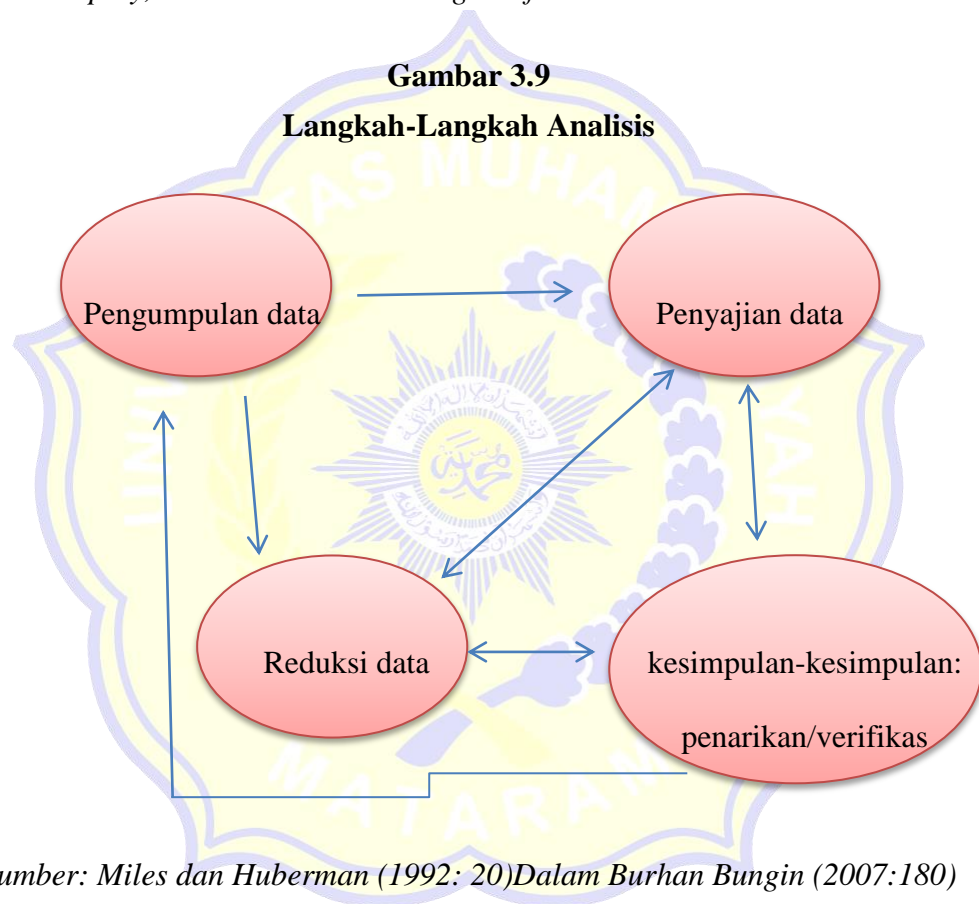 Gambar 3.9
Langkah-Langkah Analisis
Pengumpulan data
Penyajian data
Reduksi data
kesimpulan-kesimpulan:
penarikan/verifikas
umber: Miles dan Huberman (1992: 20)Dalam Burhan Bungin (2007:180)
MATARAM